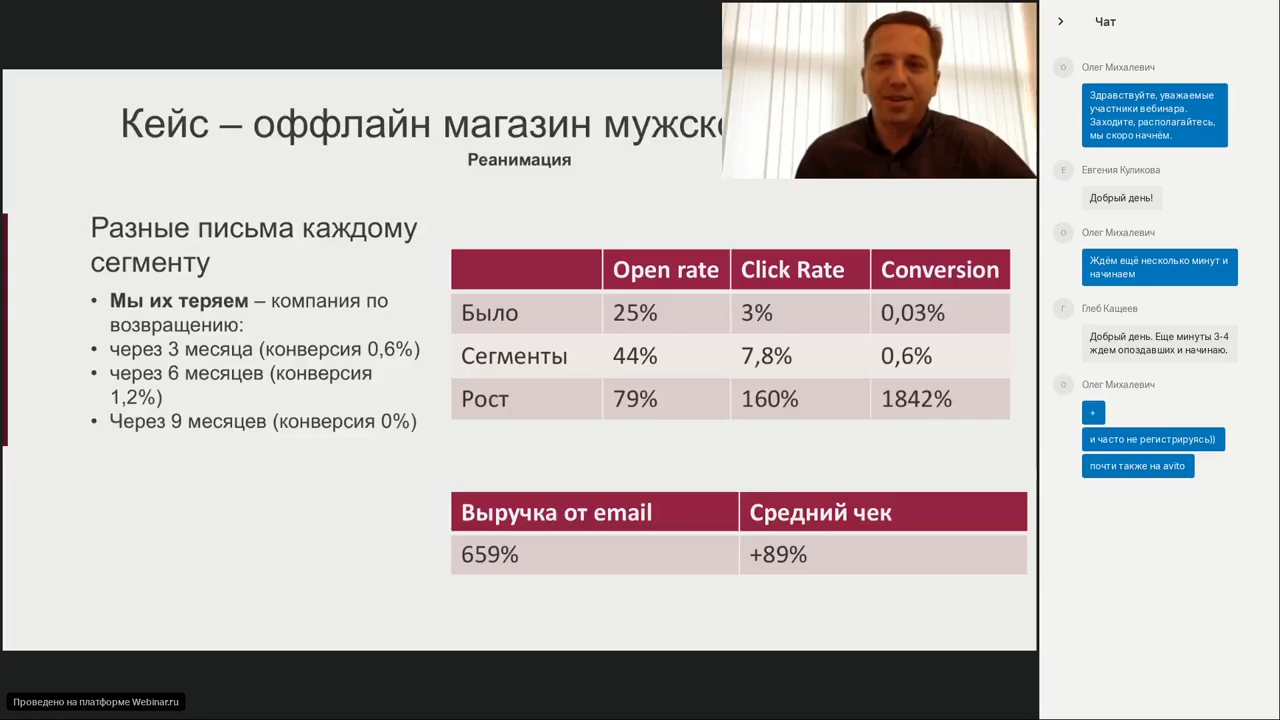 Кейс – оффлайн магазин
Реанимация
Разные письма каждому
сегменту
• Мы их теряем – компания по
возвращению:
• через 3 месяца (конверсия 0,6%)
• через 6 месяцев (конверсия
1,2%)
• Через 9 месяцев (конверсия 0%)
Open rate Click Rate Conversion
Было 25% 3% 0,03%
Сегменты 44% 7,8% 0,6%
Рост 79% 160% 1842%
Выручка от email Средний чек
659% +89%
Проведено на платформе Webinar.ru
Чат
О Олег Михалевич
Здравствуйте, уважаемые
участники вебинара.
Заходите, располагайтесь,
мы скоро начнём.
Е Евгения Куликова
Добрый день!
О Олег Михалевич
Ждём ещё несколько минут и
начинаем
Г Глеб Кащеев
Добрый день. Еще минуты 3-4
ждем опоздавших и начинаю.
О Олег Михалевич
+
и часто не регистрируясь))
почти также на avito